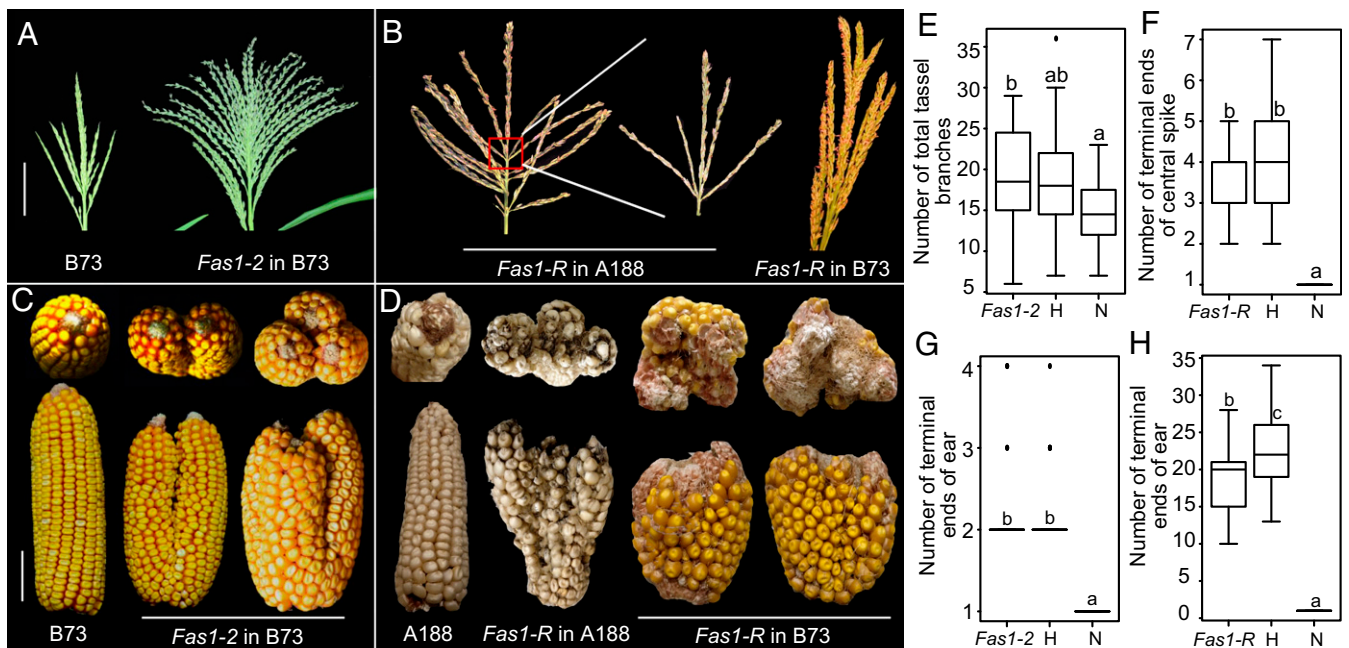 A
B73
Fas1-2 in B73
B
Fas1-R in A188
Fas1-R in B73
C
B73
Fas1-2 in B73
D
A188
Fas1-R in A188
Fas1-R in B73
E
Number of total tassel
branches
35
30
25
20
15
10
5
b
ab
a
Fas1-2 H N
F
Number of terminal ends
of central spike
7
6
5
4
3
2
1
b
b
a
Fas1-R H N
G
Number of terminal
ends of ear
4
3
2
1
b
b
a
Fas1-2 H N
H
Number of terminal
ends of ear
35
30
25
20
15
10
5
0
b
c
a
Fas1-R H N